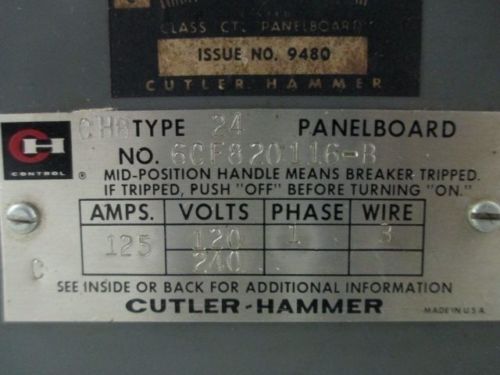 CLASS CTL PANELBOARD
ISSUE NO. 9480
CUTLER-HAMMER
CH
CONTROL
®
CHB TYPE 24 PANELBOARD
NO. 6CF820116-B
MID-POSITION HANDLE MEANS BREAKER TRIPPED.
IF TRIPPED, PUSH "OFF" BEFORE TURNING "ON."
AMPS. VOLTS PHASE WIRE
125 120 1 3
240
C
SEE INSIDE OR BACK FOR ADDITIONAL INFORMATION
CUTLER-HAMMER
MADE IN U.S.A.